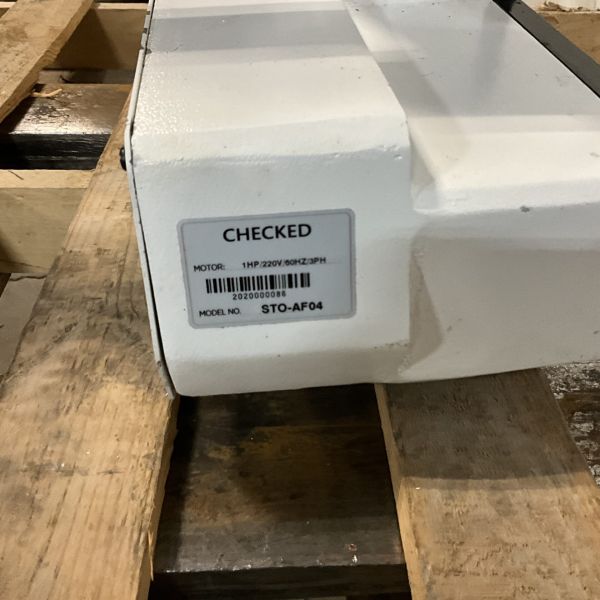 CHECKED
MOTOR: 1HP/220V/60HZ/3PH
2020000086
MODEL NO. STO-AF04